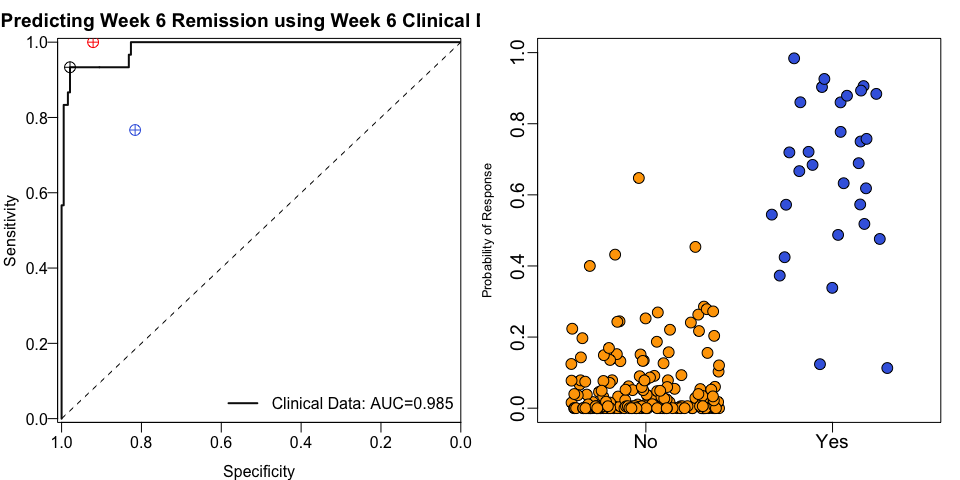 Predicting Week 6 Remission using Week 6 Clinical
1.0
0.8
0.6
0.4
0.2
0.0
Sensitivity
1.0 0.8 0.6 0.4 0.2 0.0
Specificity
Clinical Data: AUC=0.985
1.0
0.8
0.6
0.4
0.2
0.0
Probability of Response
No Yes